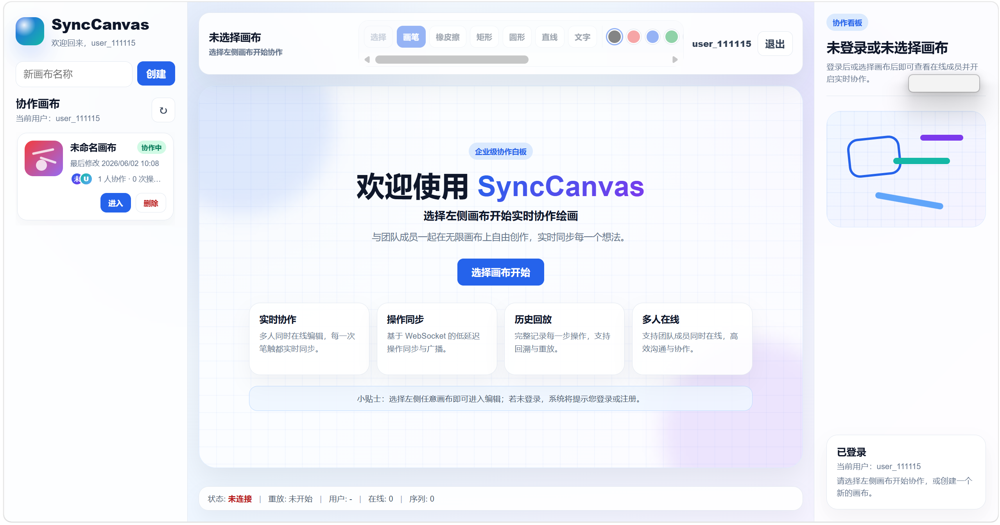 SyncCanvas
欢迎回来，user_111115
新画布名称
创建
协作画布
当前用户：user_111115
↻
未命名画布
协作中
最后修改 2026/06/02 10:08
未 U 1 人协作 · 0 次操...
进入
删除
未选择画布
选择左侧画布开始协作
选择
画笔
橡皮擦
矩形
圆形
直线
文字
user_111115
退出
企业级协作白板
欢迎使用 SyncCanvas
选择左侧画布开始实时协作绘画
与团队成员一起在无限画布上自由创作，实时同步每一个想法。
选择画布开始
实时协作
多人同时在线编辑，每一次
笔触都实时同步。
操作同步
基于 WebSocket 的低延迟
操作同步与广播。
历史回放
完整记录每一步操作，支持
回溯与重放。
多人在线
支持团队成员同时在线，高
效沟通与协作。
小贴士：选择左侧任意画布即可进入编辑；若未登录，系统将提示您登录或注册。
状态: 未连接 | 重放: 未开始 | 用户: - | 在线: 0 | 序列: 0
协作看板
未登录或未选择画布
登录后或选择画布后即可查看在线成员并开
启实时协作。
已登录
当前用户：user_111115
请选择左侧画布开始协作，或创建一个
新的画布。